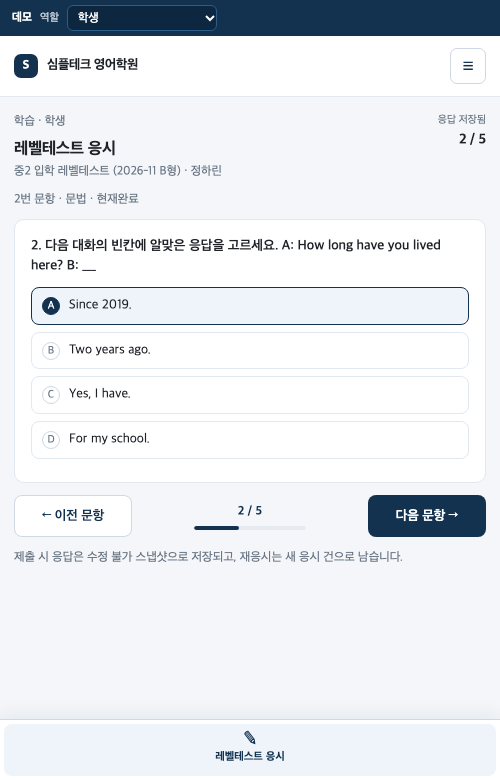 데모 역할 학생
S 심플테크 영어학원
학습 · 학생
응답 저장됨
레벨테스트 응시
2 / 5
중2 입학 레벨테스트 (2026-11 B형) · 정하린
2번 문항 · 문법 · 현재완료
2. 다음 대화의 빈칸에 알맞은 응답을 고르세요. A: How long have you lived
here? B: __
A Since 2019.
B Two years ago.
C Yes, I have.
D For my school.
← 이전 문항
2 / 5
다음 문항 →
제출 시 응답은 수정 불가 스냅샷으로 저장되고, 재응시는 새 응시 건으로 남습니다.
레벨테스트 응시